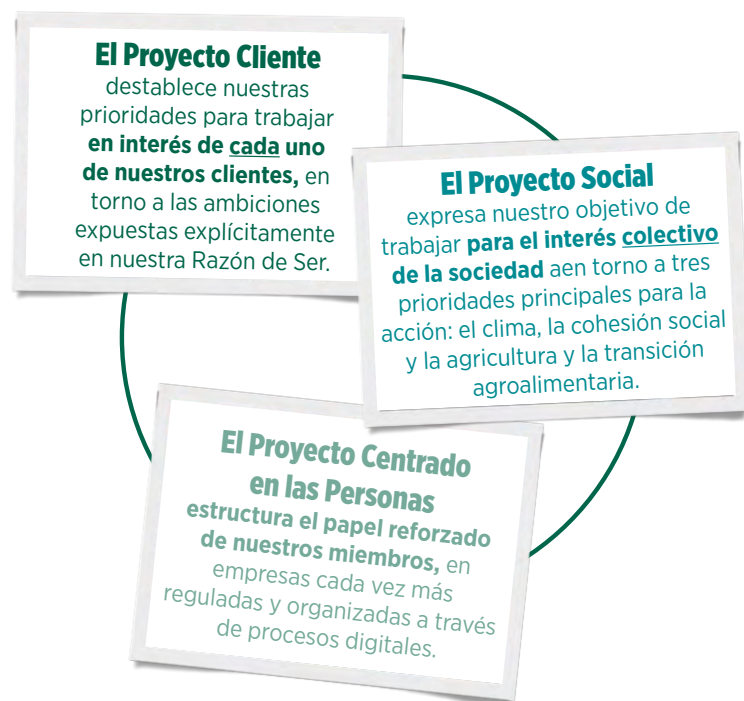 El Proyecto Cliente
destablece nuestras
prioridades para trabajar
en interés de cada uno
de nuestros clientes, en
torno a las ambiciones
expuestas explícitamente
en nuestra Razón de Ser.
El Proyecto Social
expresa nuestro objetivo de
trabajar para el interés colectivo
de la sociedad aen torno a tres
prioridades principales para la
acción: el clima, la cohesión social
y la agricultura y la transición
agroalimentaria.
El Proyecto Centrado
en las Personas
estructura el papel reforzado
de nuestros miembros, en
empresas cada vez más
reguladas y organizadas a través
de procesos digitales.